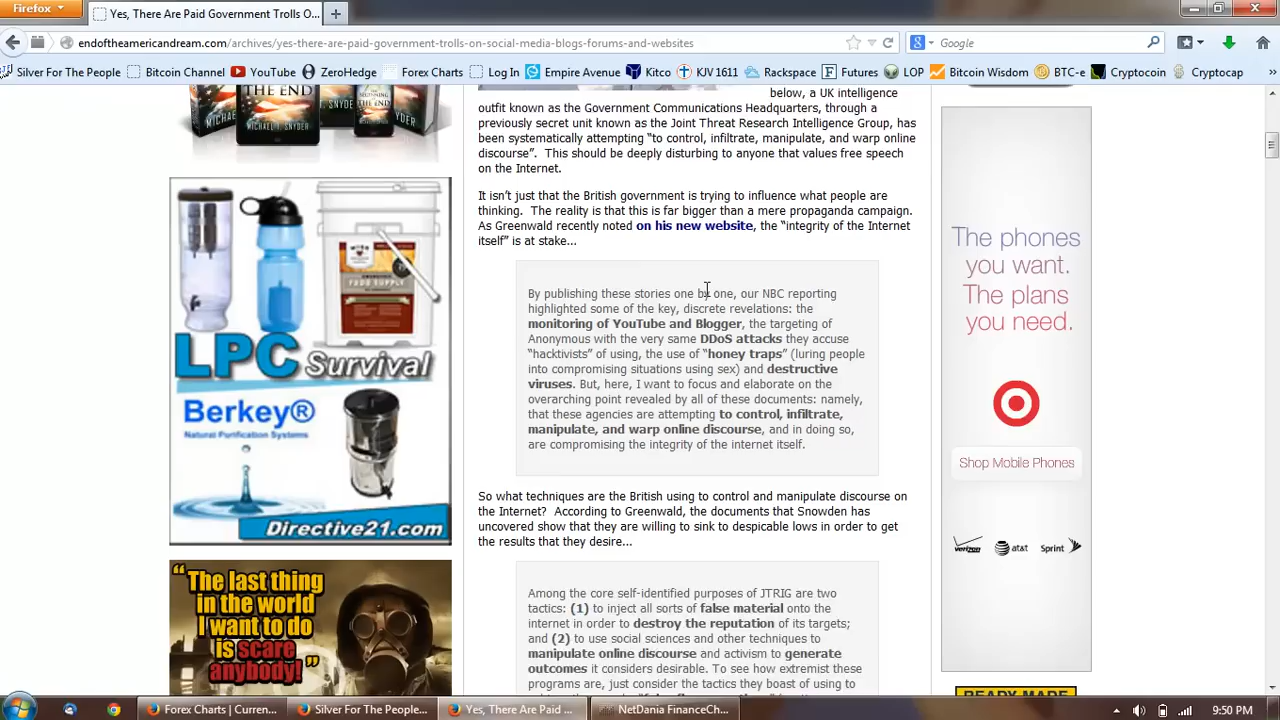 Firefox
Yes, There Are Paid Government Trolls O...
endoftheamericandream.com/archives/yes-there-are-paid-government-trolls-on-social-media-blogs-forums-and-websites
Google
Silver For The People
Bitcoin Channel
YouTube
ZeroHedge
Forex Charts
Log In
Empire Avenue
Kitco
KJV 1611
Rackspace
Futures
LOP
Bitcoin Wisdom
BTC-e
Cryptocoin
Cryptocap
»
THE END
MICHAEL T. SNYDER
below, a UK intelligence
outfit known as the Government Communications Headquarters, through a
previously secret unit known as the Joint Threat Research Intelligence Group, has
been systematically attempting “to control, infiltrate, manipulate, and warp online
discourse”. This should be deeply disturbing to anyone that values free speech
on the Internet.
It isn’t just that the British government is trying to influence what people are
thinking. The reality is that this is far bigger than a mere propaganda campaign.
As Greenwald recently noted on his new website, the “integrity of the Internet
itself” is at stake...
By publishing these stories one by one, our NBC reporting
highlighted some of the key, discrete revelations: the
monitoring of YouTube and Blogger, the targeting of
Anonymous with the very same DDoS attacks they accuse
“hacktivists” of using, the use of “honey traps” (luring people
into compromising situations using sex) and destructive
viruses. But, here, I want to focus and elaborate on the
overarching point revealed by all of these documents: namely,
that these agencies are attempting to control, infiltrate,
manipulate, and warp online discourse, and in doing so,
are compromising the integrity of the internet itself.
So what techniques are the British using to control and manipulate discourse on
the Internet? According to Greenwald, the documents that Snowden has
uncovered show that they are willing to sink to despicable lows in order to get
the results that they desire...
Among the core self-identified purposes of JTRIG are two
tactics: (1) to inject all sorts of false material onto the
internet in order to destroy the reputation of its targets;
and (2) to use social sciences and other techniques to
manipulate online discourse and activism to generate
outcomes it considers desirable. To see how extremist these
programs are, just consider the tactics they boast of using to
FOOD SUPPLY
LPC Survival
Berkey®
Natural Purification Systems
Directive21.com
“The last thing
in the world
I want to do
is scare
anybody!”
The phones
you want.
The plans
you need.
Shop Mobile Phones
verizon
at&t
Sprint
READY MADE
Forex Charts | Curren...
Silver For The People...
Yes, There Are Paid ...
NetDania FinanceCh...
9:50 PM